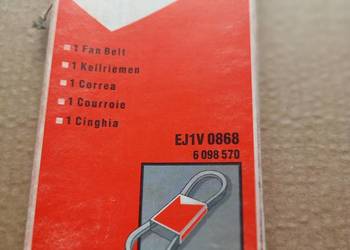 1 Fan Belt
1 Keilriemen
1 Correa
1 Courroie
1 Cinghia
EJ1V 0868
6 098 570